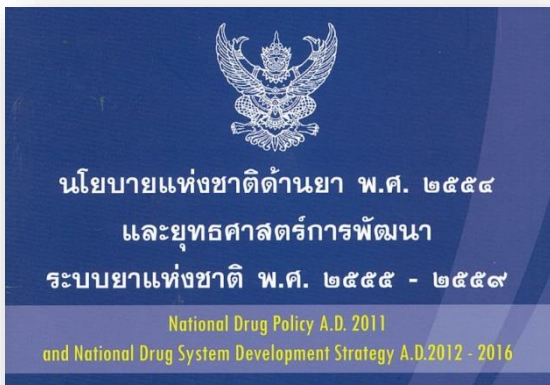 นโยบายแห่งชาติด้านยา พ.ศ. ๒๕๕๔
และยุทธศาสตร์การพัฒนา
ระบบยาแห่งชาติ พ.ศ. ๒๕๕๕ - ๒๕๕๙
National Drug Policy A.D. 2011
and National Drug System Development Strategy A.D.2012 - 2016